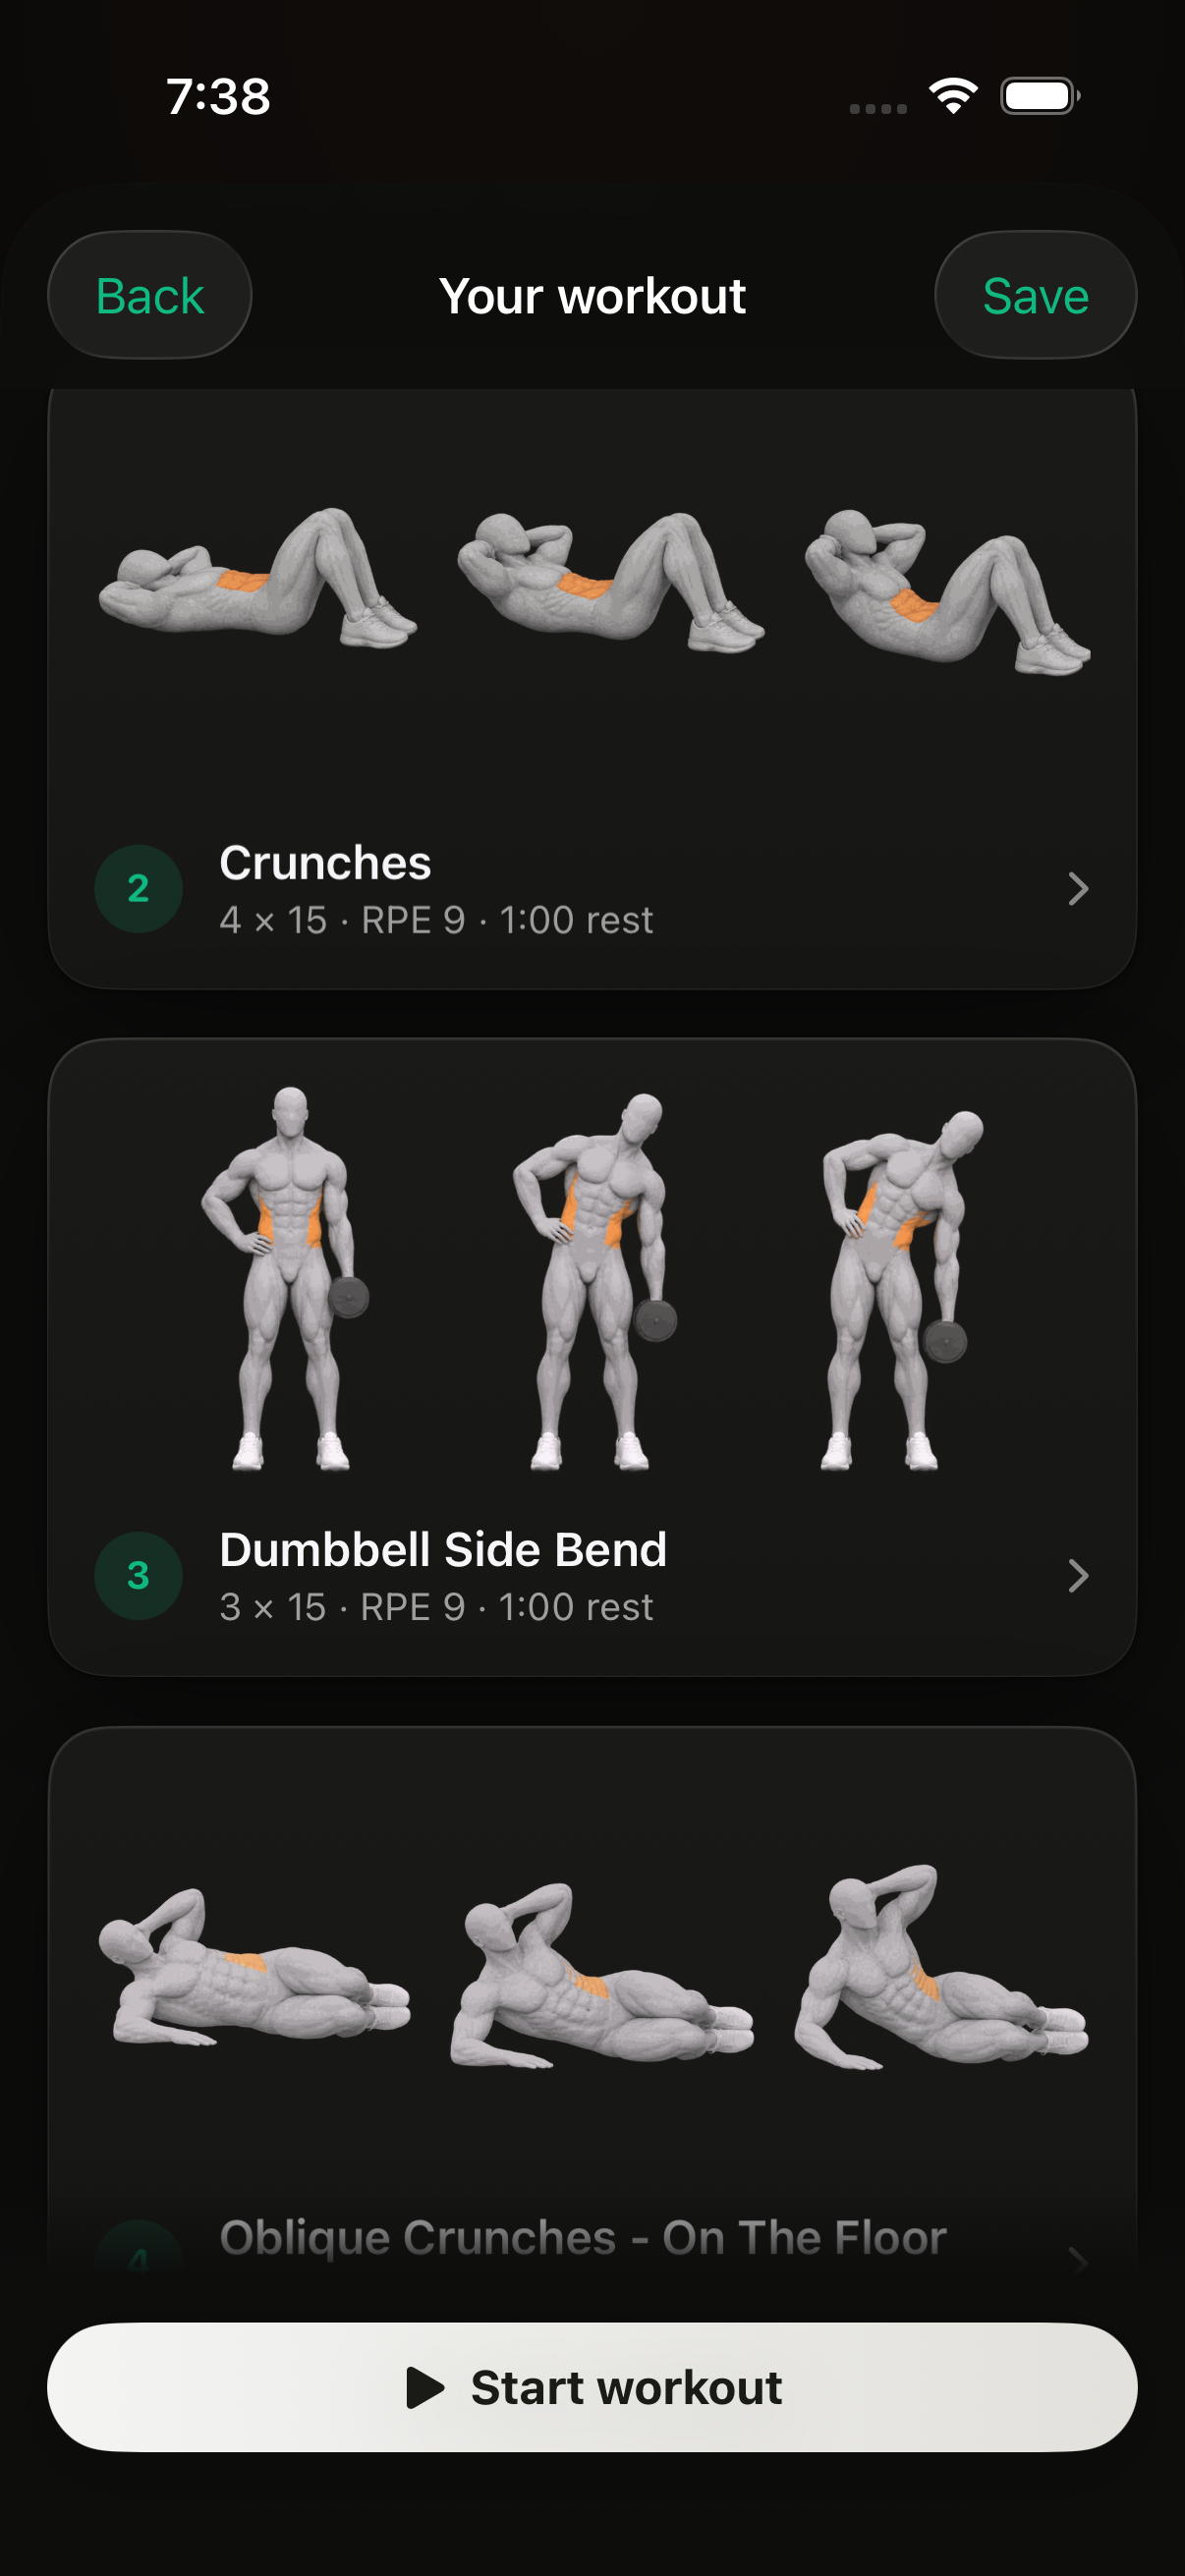 7:38
Back
Your workout
Save
Crunches
2
4 × 15 · RPE 9 · 1:00 rest
Dumbbell Side Bend
3
3 × 15 · RPE 9 · 1:00 rest
Oblique Crunches - On The Floor
4
Start workout